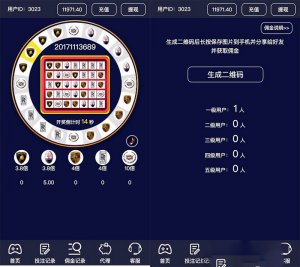 用户ID：3023
11971.40
充值
提现
20171113689
开奖倒计时 14 秒
3.8倍
3.8倍
4倍
4倍
10倍
0
5.00
0
0
0
首页
投注记录
佣金记录
代理
客服
用户ID：3023
11971.40
充值
提现
佣金说明>>
生成二维码后长按保存图片到手机并分享给好友
并获取佣金
生成二维码
一级用户：1 人
二级用户：0 人
三级用户：0 人
四级用户：0 人
五级用户：0 人
首页
投注记录
客服